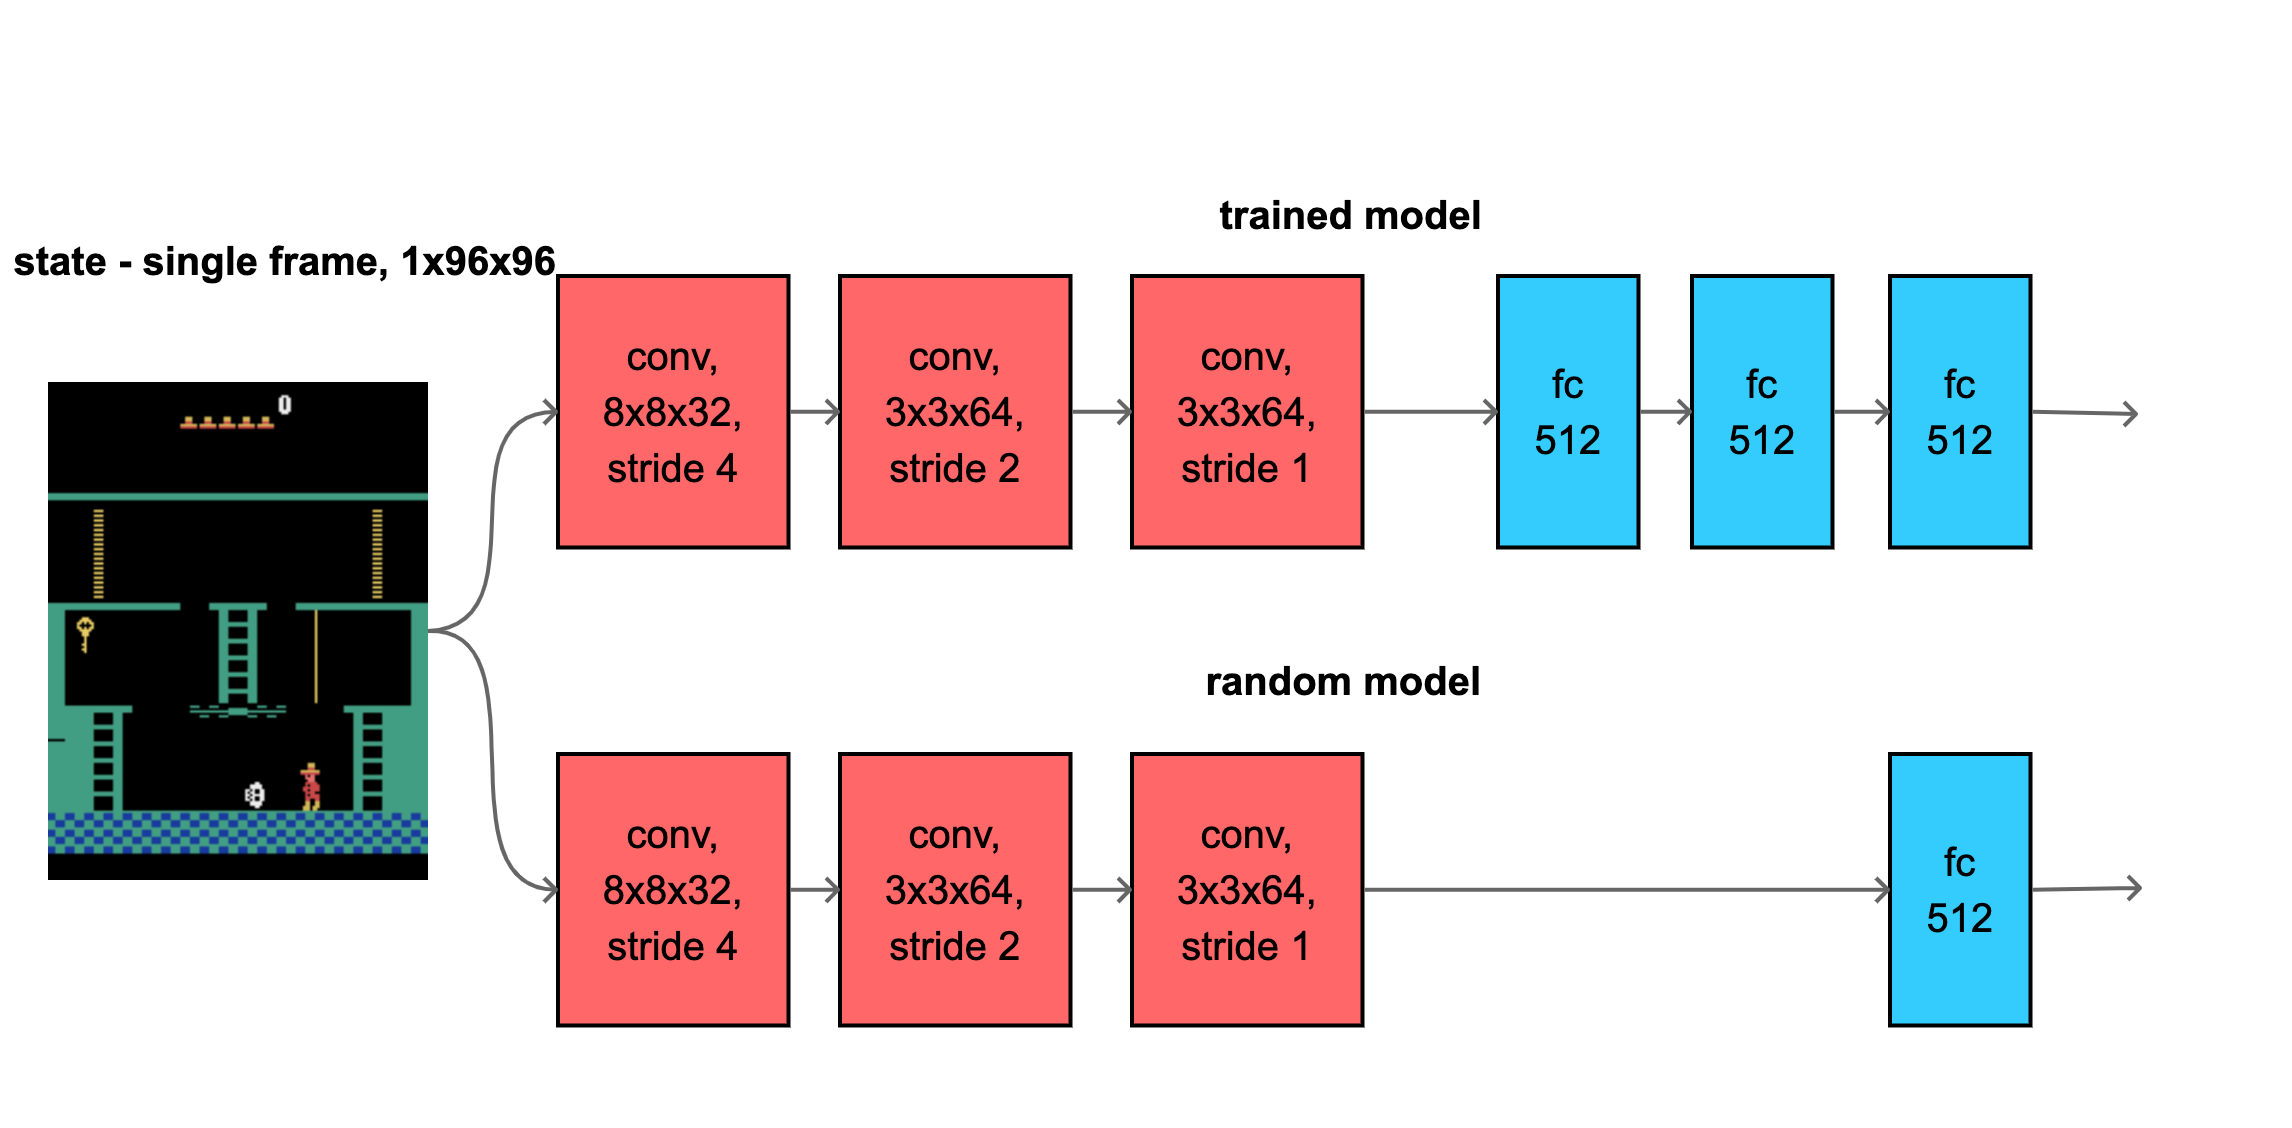 trained model
state - single frame, 1x96x96
0
conv,
8x8x32,
stride 4
conv,
3x3x64,
stride 2
conv,
3x3x64,
stride 1
fc
512
fc
512
fc
512
random model
conv,
8x8x32,
stride 4
conv,
3x3x64,
stride 2
conv,
3x3x64,
stride 1
fc
512